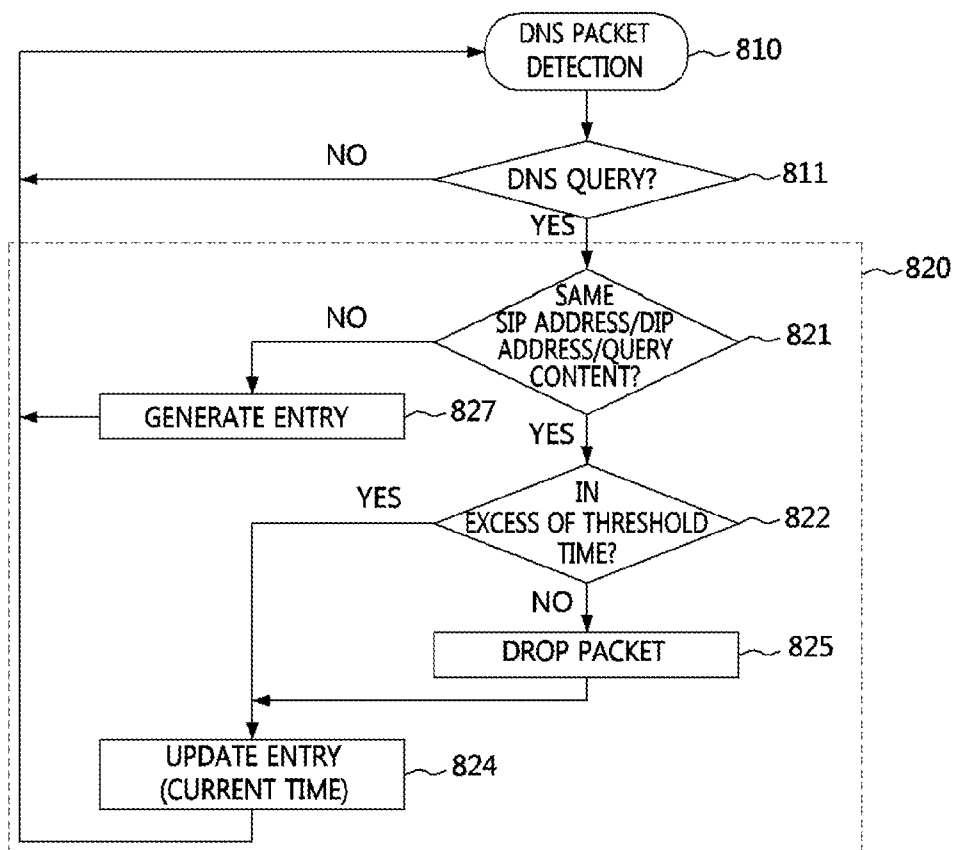 DNS PACKET
DETECTION
810
NO
DNS QUERY?
811
YES
820
SAME
SIP ADDRESS/DIP
ADDRESS/QUERY
CONTENT?
821
NO
GENERATE ENTRY
827
YES
IN
EXCESS OF THRESHOLD
TIME?
822
YES
NO
DROP PACKET
825
UPDATE ENTRY
(CURRENT TIME)
824